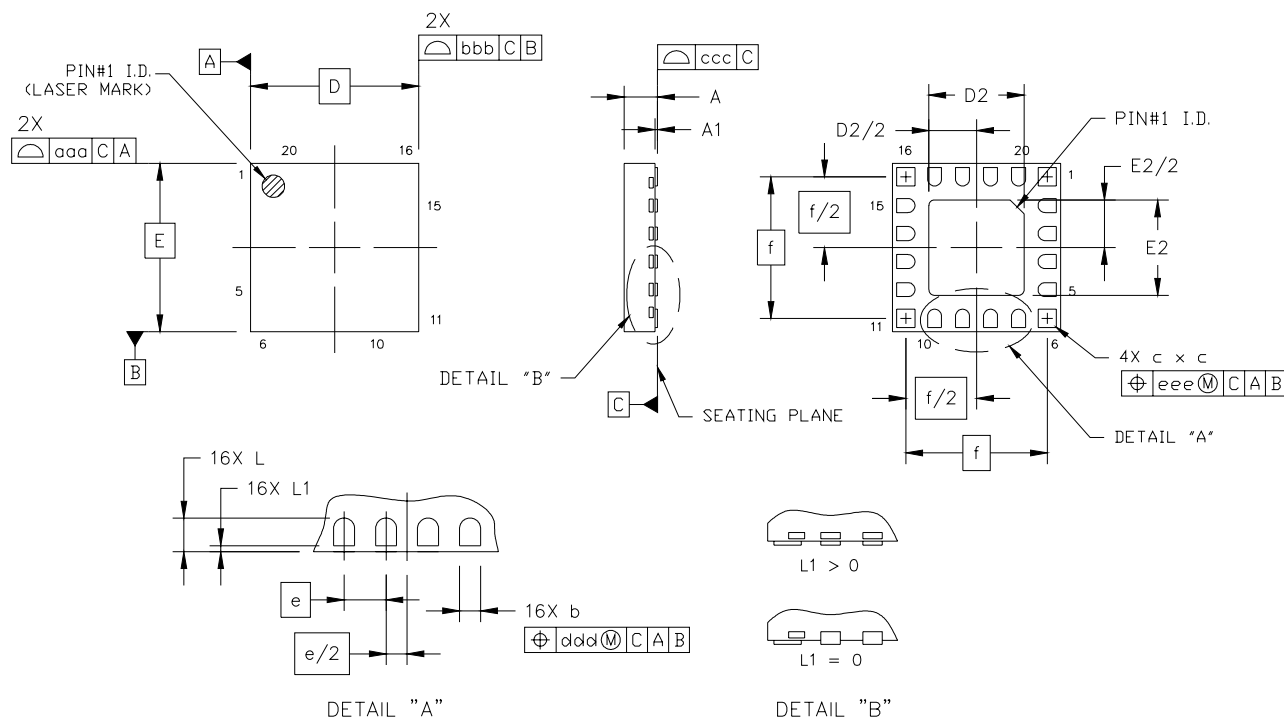 2X
bbb C B
A
D
PIN#1 I.D.
(LASER MARK)
2X
aaa C A
20
16
1
15
E
5
11
6
10
B
ccc C
A
A1
DETAIL "B"
C
SEATING PLANE
D2
D2/2
PIN#1 I.D.
16
20
E2/2
1
15
f/2
f
E2
5
11
10
6
4X c x c
⌖ eee Ⓜ C A B
f/2
DETAIL "A"
f
16X L
16X L1
e
16X b
⌖ ddd Ⓜ C A B
e/2
DETAIL "A"
L1 > 0
L1 = 0
DETAIL "B"